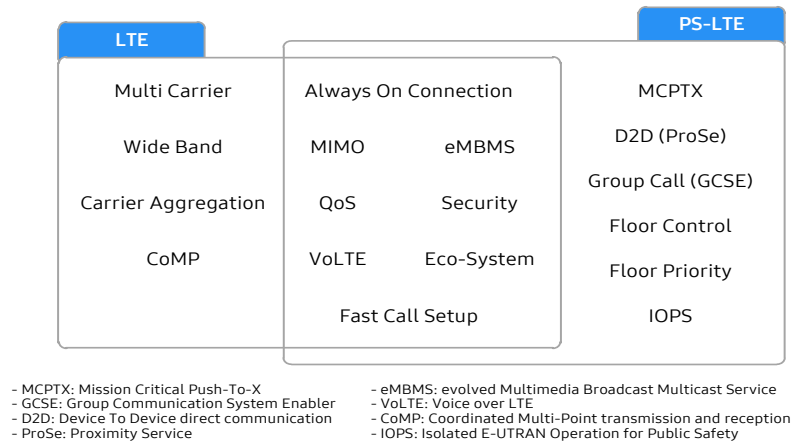 LTE
PS-LTE
Multi Carrier
Wide Band
Carrier Aggregation
CoMP
Always On Connection
MIMO eMBMS
QoS Security
VoLTE Eco-System
Fast Call Setup
MCPTX
D2D (ProSe)
Group Call (GCSE)
Floor Control
Floor Priority
IOPS
- MCPTX: Mission Critical Push-To-X
- GCSE: Group Communication System Enabler
- D2D: Device To Device direct communication
- ProSe: Proximity Service
- eMBMS: evolved Multimedia Broadcast Multicast Service
- VoLTE: Voice over LTE
- CoMP: Coordinated Multi-Point transmission and reception
- IOPS: Isolated E-UTRAN Operation for Public Safety